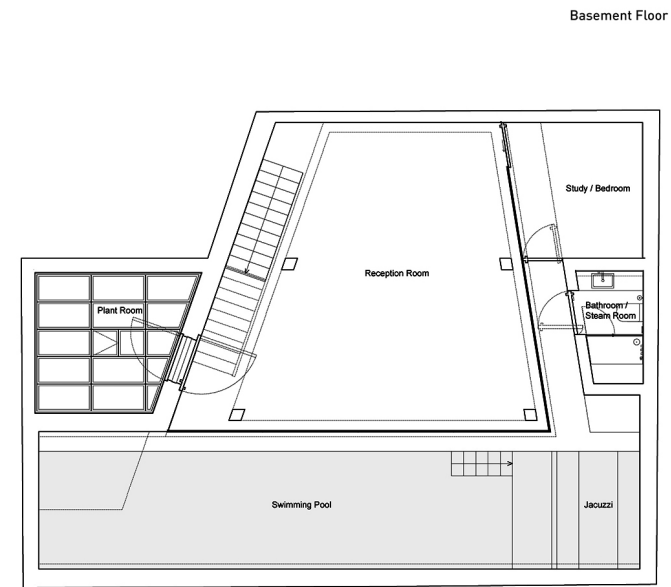 Basement Floor
Study / Bedroom
Reception Room
Plant Room
Bathroom /
Steam Room
Swimming Pool
Jacuzzi